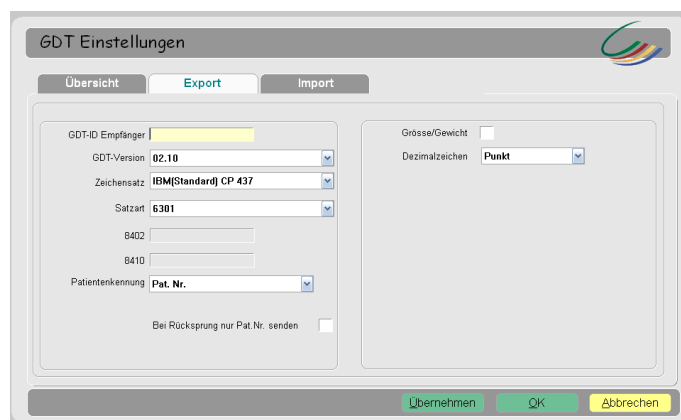 GDT Einstellungen
Übersicht Export Import
GDT-ID Empfänger
GDT-Version 02.10
Zeichensatz IBM(Standard) CP 437
Satzart 6301
8402
8410
Patientenkennung Pat. Nr.
Bei Rücksprung nur Pat.Nr. senden
Grösse/Gewicht
Dezimalzeichen Punkt
Übernehmen OK Abbrechen